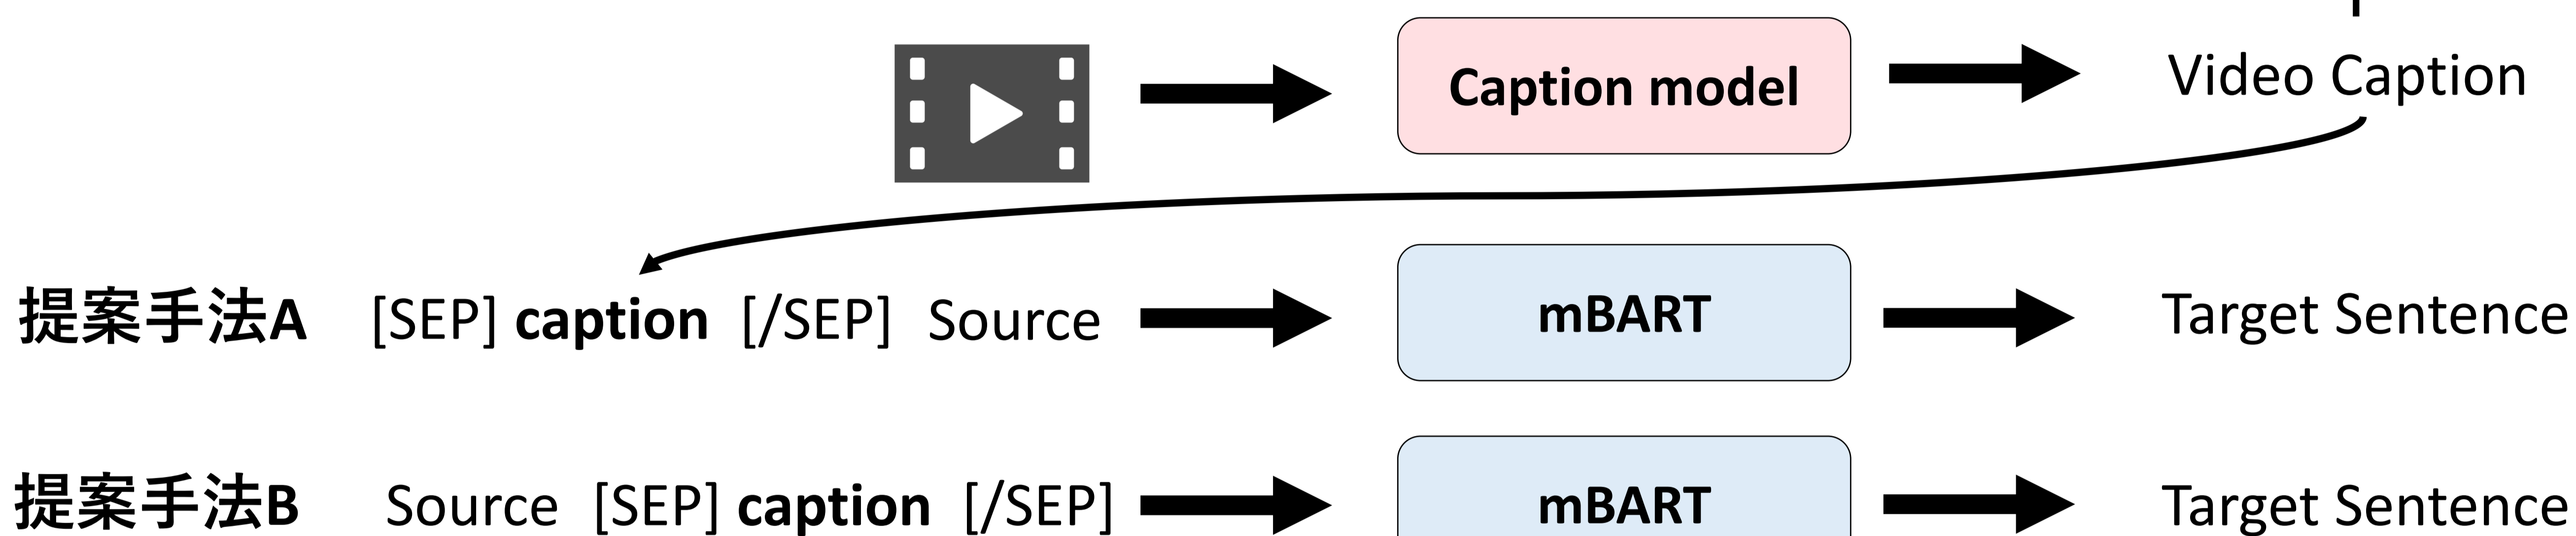 Caption model Video Caption
提案手法A [SEP] caption [/SEP] Source mBART Target Sentence
提案手法B Source [SEP] caption [/SEP] mBART Target Sentence